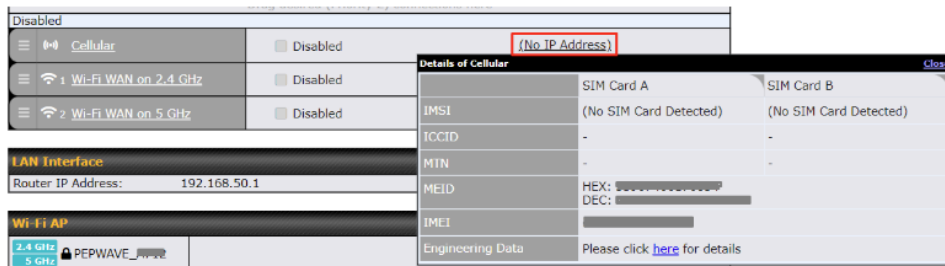 Disabled
Cellular
Disabled
(No IP Address)
1 Wi-Fi WAN on 2.4 GHz
Disabled
2 Wi-Fi WAN on 5 GHz
Disabled
LAN Interface
Router IP Address: 192.168.50.1
Wi-Fi AP
2.4 GHz
5 GHz
PEPWAVE_
Details of Cellular
Close
SIM Card A
SIM Card B
IMSI
(No SIM Card Detected)
(No SIM Card Detected)
ICCID
-
-
MTN
-
-
MEID
HEX:
DEC:
IMEI
Engineering Data
Please click here for details